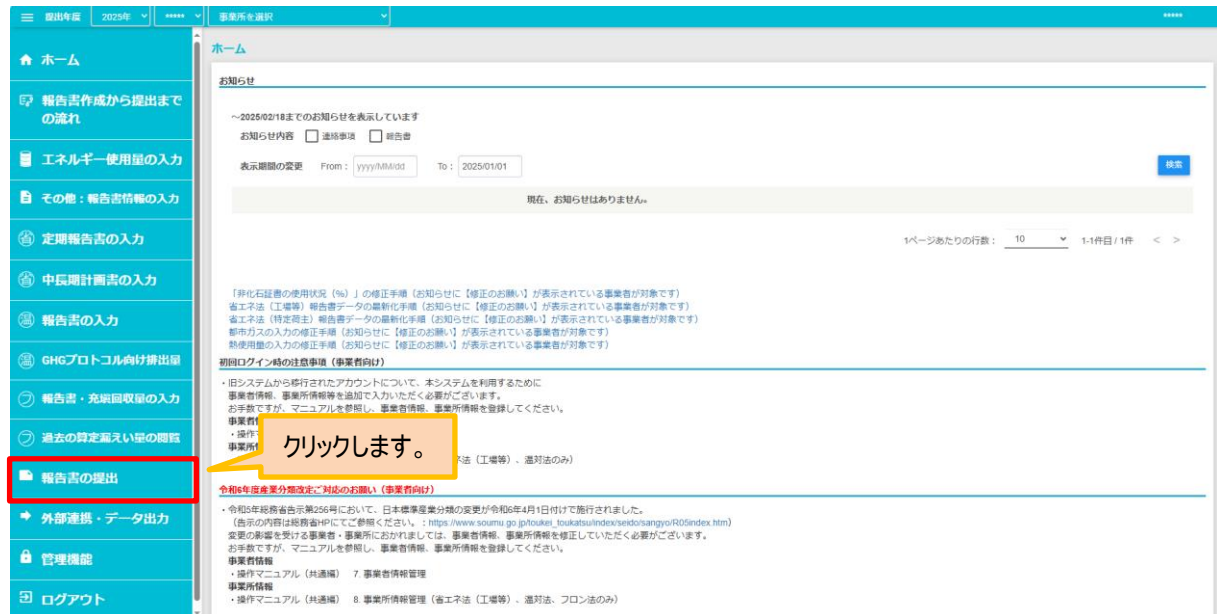 提出年度 2025年 ***** 事業所を選択 *****
ホーム
報告書作成から提出まで
の流れ
エネルギー使用量の入力
その他：報告書情報の入力
定期報告書の入力
中長期計画書の入力
報告書の入力
GHGプロトコル向け排出量
報告書・充填回収量の入力
過去の算定漏えい量の閲覧
報告書の提出
外部連携・データ出力
管理機能
ログアウト
ホーム
お知らせ
～2025/02/18までのお知らせを表示しています
お知らせ内容 連絡事項 報告書
表示期間の変更 From： yyyy/MM/dd To： 2025/01/01 検索
現在、お知らせはありません。
1ページあたりの行数： 10 1-1件目 / 1件 < >
「非化石証書の使用状況（%）」の修正手順（お知らせに【修正のお願い】が表示されている事業者が対象です）
省エネ法（工場等）報告書データの最新化手順（お知らせに【修正のお願い】が表示されている事業者が対象です）
省エネ法（特定荷主）報告書データの最新化手順（お知らせに【修正のお願い】が表示されている事業者が対象です）
都市ガスの入力の修正手順（お知らせに【修正のお願い】が表示されている事業者が対象です）
熱使用量の入力の修正手順（お知らせに【修正のお願い】が表示されている事業者が対象です）
初回ログイン時の注意事項（事業者向け）
・旧システムから移行されたアカウントについて、本システムを利用するために
事業者情報、事業所情報等を追加で入力いただく必要がございます。
お手数ですが、マニュアルを参照し、事業者情報、事業所情報を登録してください。
事業者
・操作
事業所
クリックします。
ネ法（工場等）、温対法のみ）
令和6年度産業分類改定ご対応のお願い（事業者向け）
・令和5年総務省告示第256号において、日本標準産業分類の変更が令和6年4月1日付けで施行されました。
（告示の内容は総務省HPにてご参照ください。：https://www.soumu.go.jp/toukei_toukatsu/index/seido/sangyo/R05index.htm）
変更の影響を受ける事業者・事業所におかれましては、事業者情報、事業所情報を修正していただく必要がございます。
お手数ですが、マニュアルを参照し、事業者情報、事業所情報を登録してください。
事業者情報
・操作マニュアル（共通編） 7. 事業者情報管理
事業所情報
・操作マニュアル（共通編） 8. 事業所情報管理（省エネ法（工場等）、温対法、フロン法のみ）